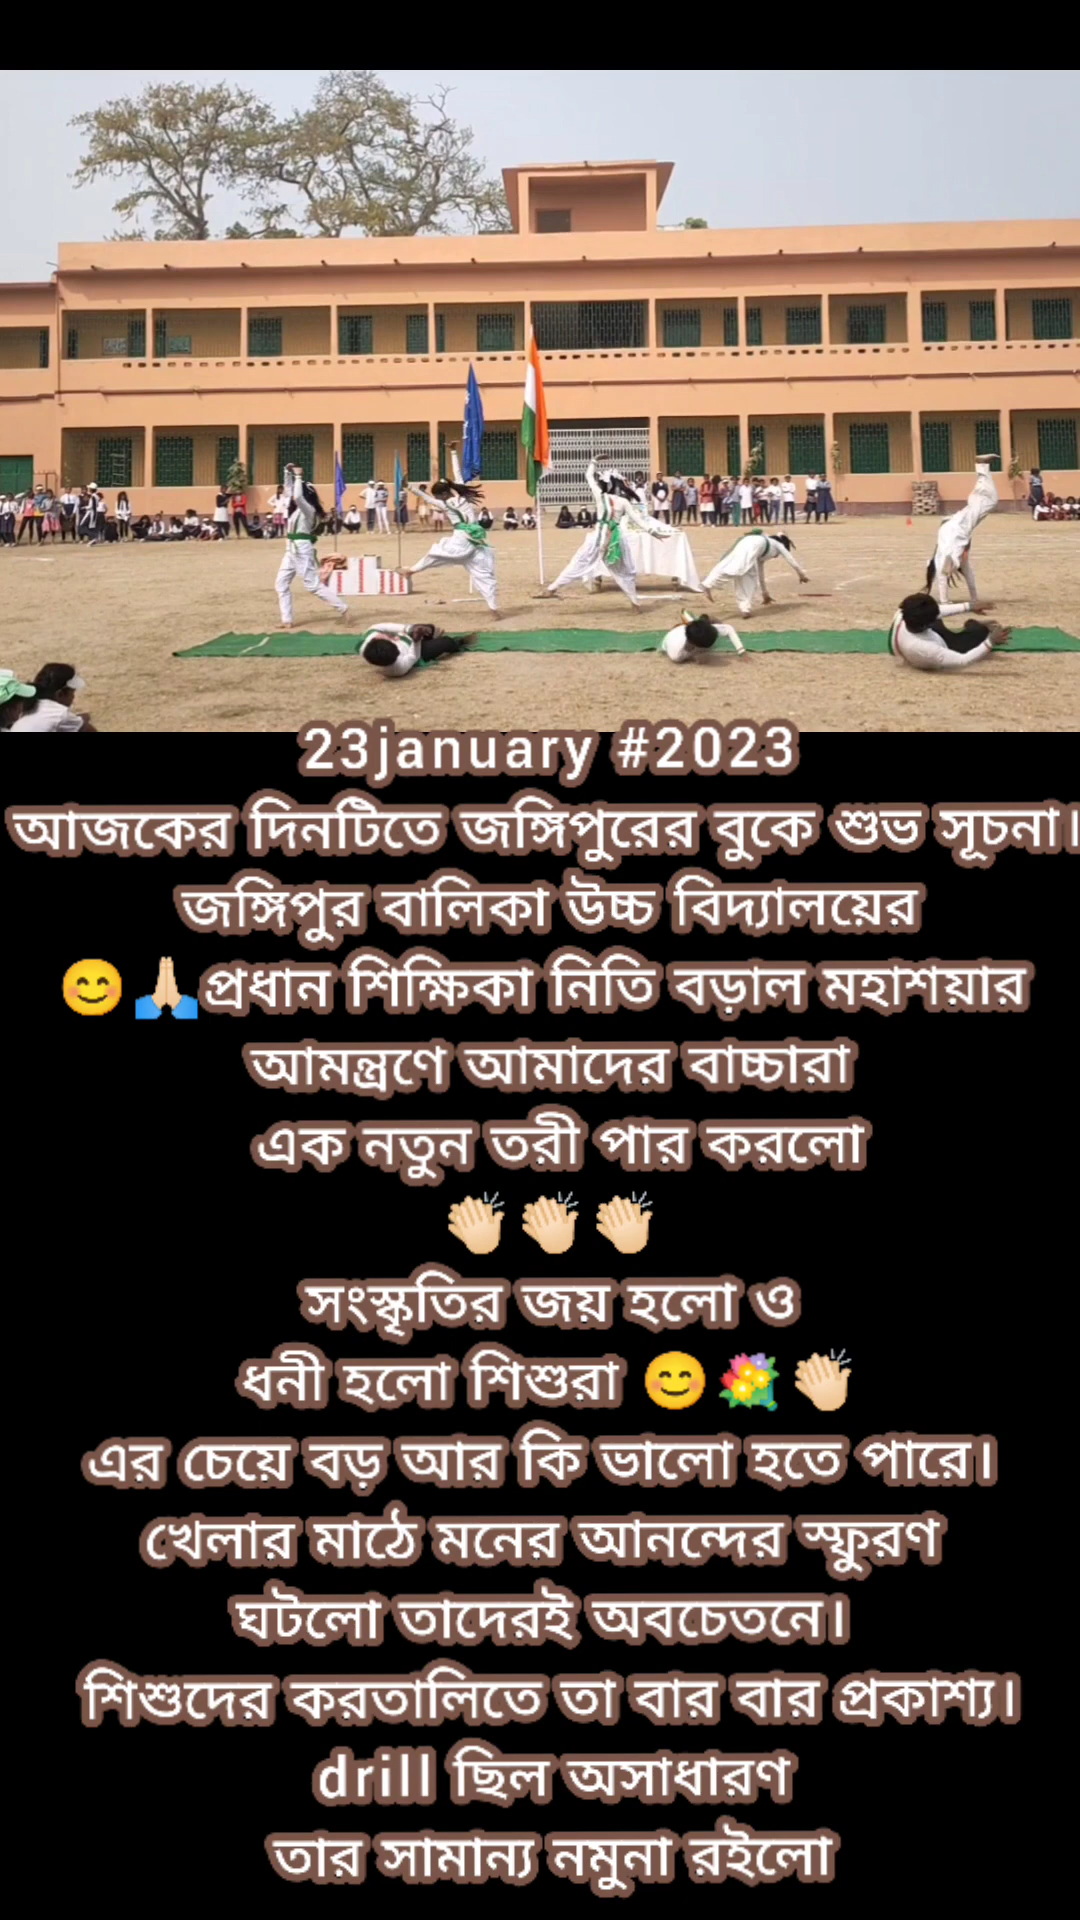 23january #2023
আজকের দিনটিতে জঙ্গিপুরের বুকে শুভ সূচনা।
জঙ্গিপুর বালিকা উচ্চ বিদ্যালয়ের
😊🙏🏻প্রধান শিক্ষিকা নিতি বড়াল মহাশয়ার
আমন্ত্রণে আমাদের বাচ্চারা
এক নতুন তরী পার করলো
👏🏻👏🏻👏🏻
সংস্কৃতির জয় হলো ও
ধনী হলো শিশুরা 😊💐👏🏻
এর চেয়ে বড় আর কি ভালো হতে পারে।
খেলার মাঠে মনের আনন্দের স্ফুরণ
ঘটলো তাদেরই অবচেতনে।
শিশুদের করতালিতে তা বার বার প্রকাশ্য।
drill ছিল অসাধারণ
তার সামান্য নমুনা রইলো